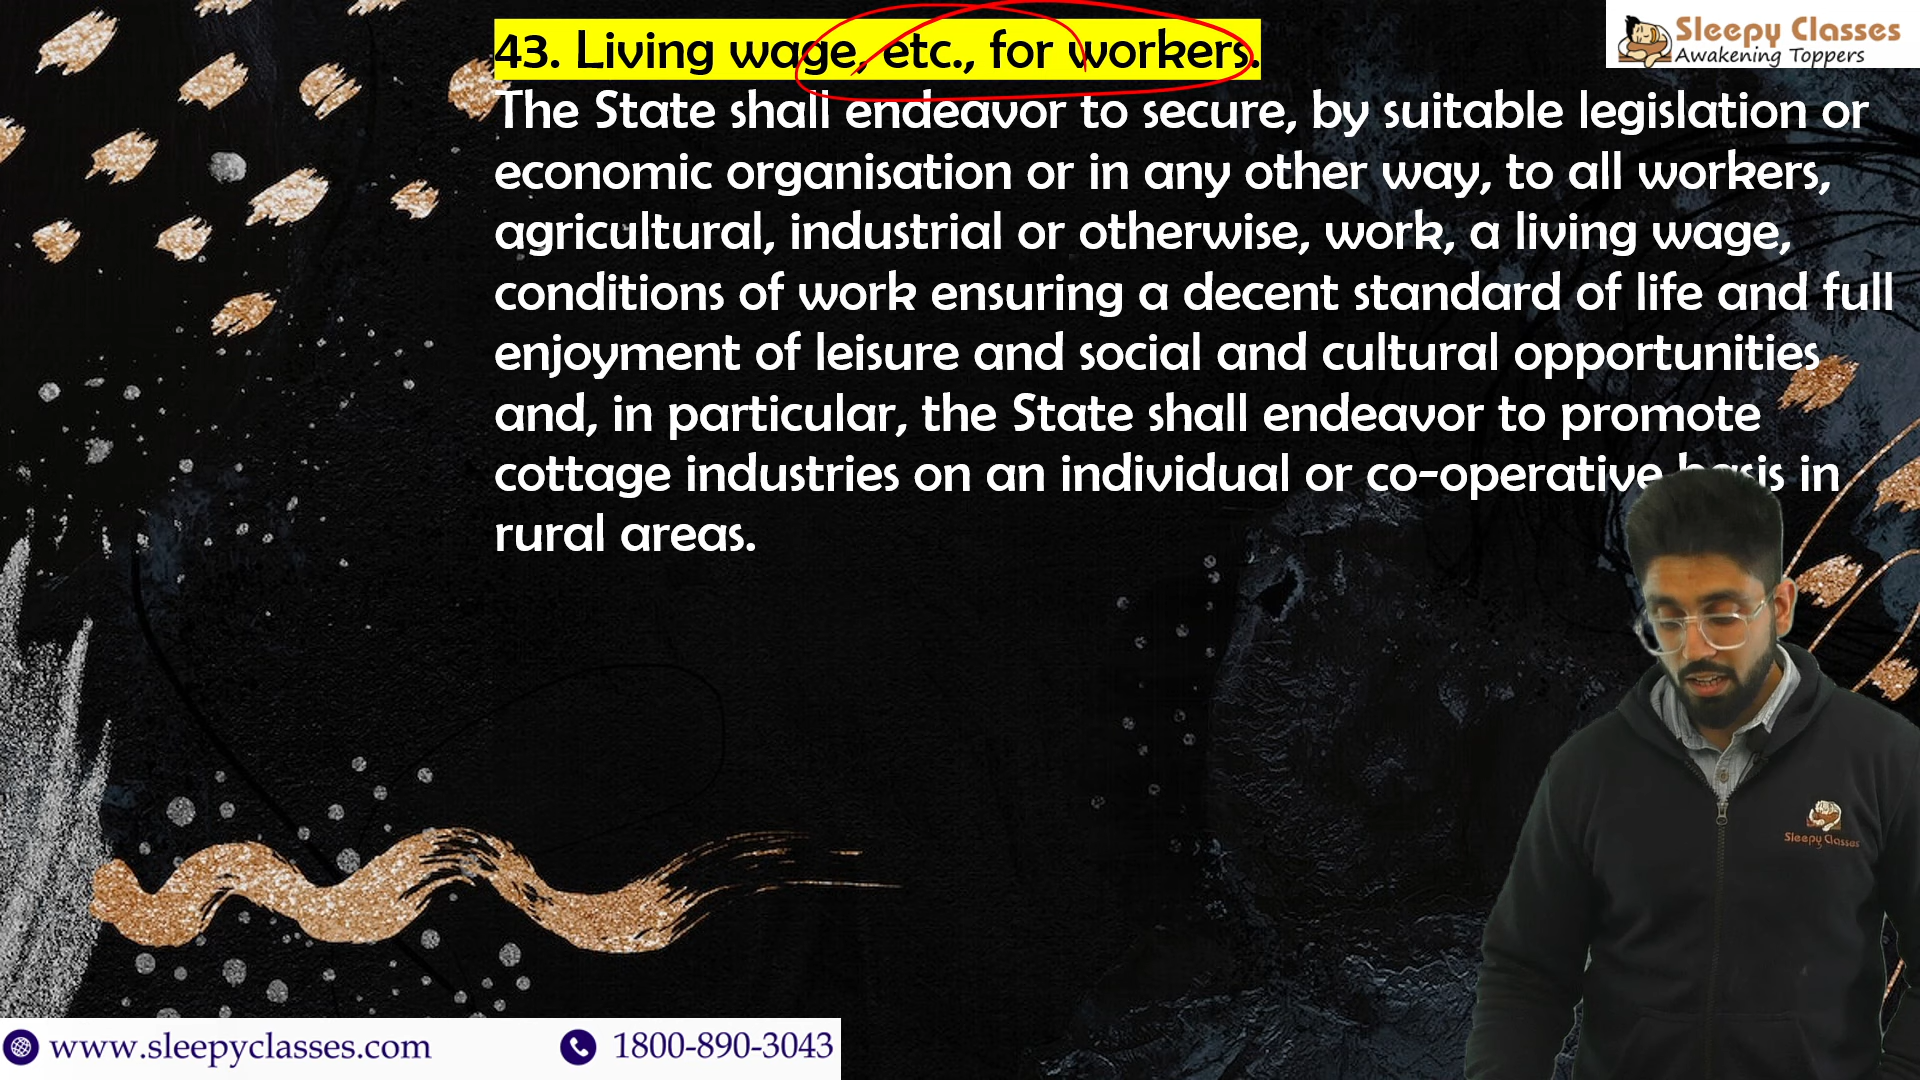 43. Living wage, etc., for workers.
The State shall endeavor to secure, by suitable legislation or
economic organisation or in any other way, to all workers,
agricultural, industrial or otherwise, work, a living wage,
conditions of work ensuring a decent standard of life and full
enjoyment of leisure and social and cultural opportunities
and, in particular, the State shall endeavor to promote
cottage industries on an individual or co-operative basis in
rural areas.
Sleepy Classes
Awakening Toppers
Sleepy Classes
www.sleepyclasses.com
1800-890-3043